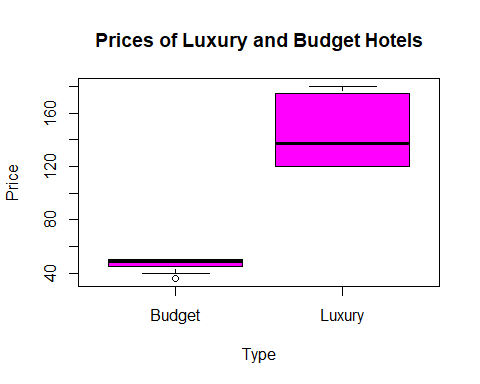 Prices of Luxury and Budget Hotels
Price
160
120
80
40
Budget Luxury
Type